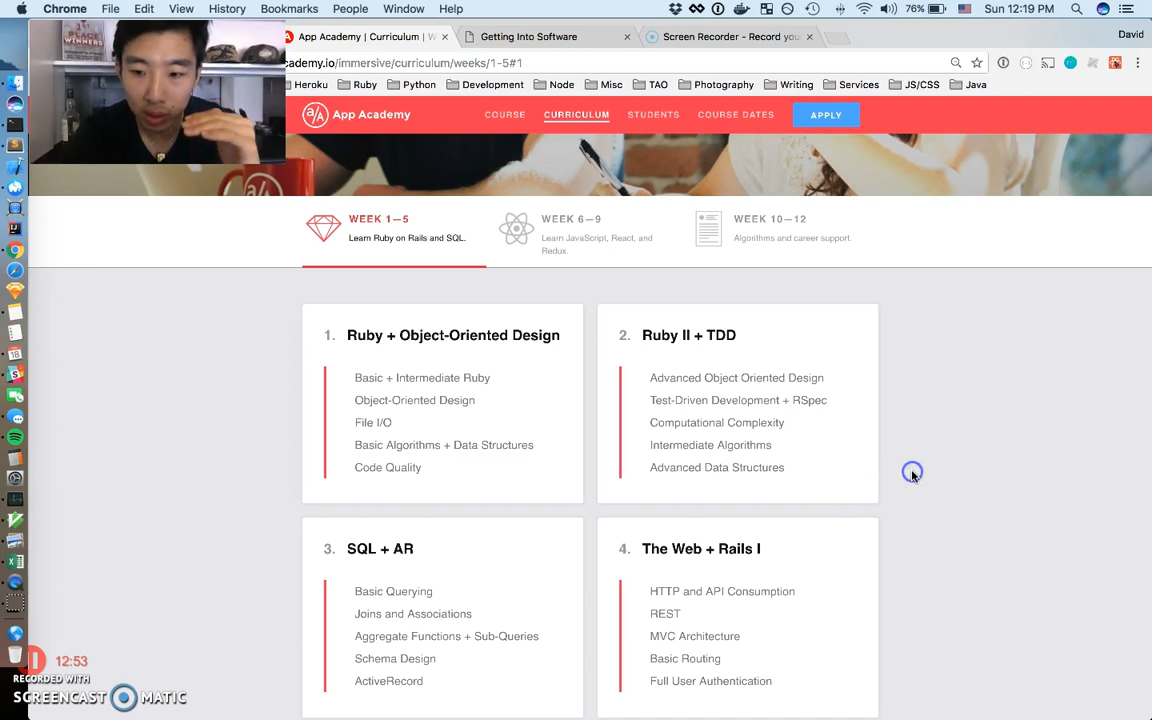 Chrome File Edit View History Bookmarks People Window Help 76% Sun 12:19 PM
WINNERS
App Academy | Curriculum | W Getting Into Software Screen Recorder - Record your David
cademy.io/immersive/curriculum/weeks/1-5#1
Heroku Ruby Python Development Node Misc TAO Photography Writing Services JS/CSS Java
a/A App Academy COURSE CURRICULUM STUDENTS COURSE DATES APPLY
a/A
WEEK 1—5 WEEK 6—9 WEEK 10—12
Learn Ruby on Rails and SQL. Learn JavaScript, React, and Algorithms and career support.
Redux.
1. Ruby + Object-Oriented Design
Basic + Intermediate Ruby
Object-Oriented Design
File I/O
Basic Algorithms + Data Structures
Code Quality
2. Ruby II + TDD
Advanced Object Oriented Design
Test-Driven Development + RSpec
Computational Complexity
Intermediate Algorithms
Advanced Data Structures
3. SQL + AR
Basic Querying
Joins and Associations
Aggregate Functions + Sub-Queries
Schema Design
ActiveRecord
4. The Web + Rails I
HTTP and API Consumption
REST
MVC Architecture
Basic Routing
Full User Authentication
18
12:53
RECORDED WITH
SCREENCAST MATIC